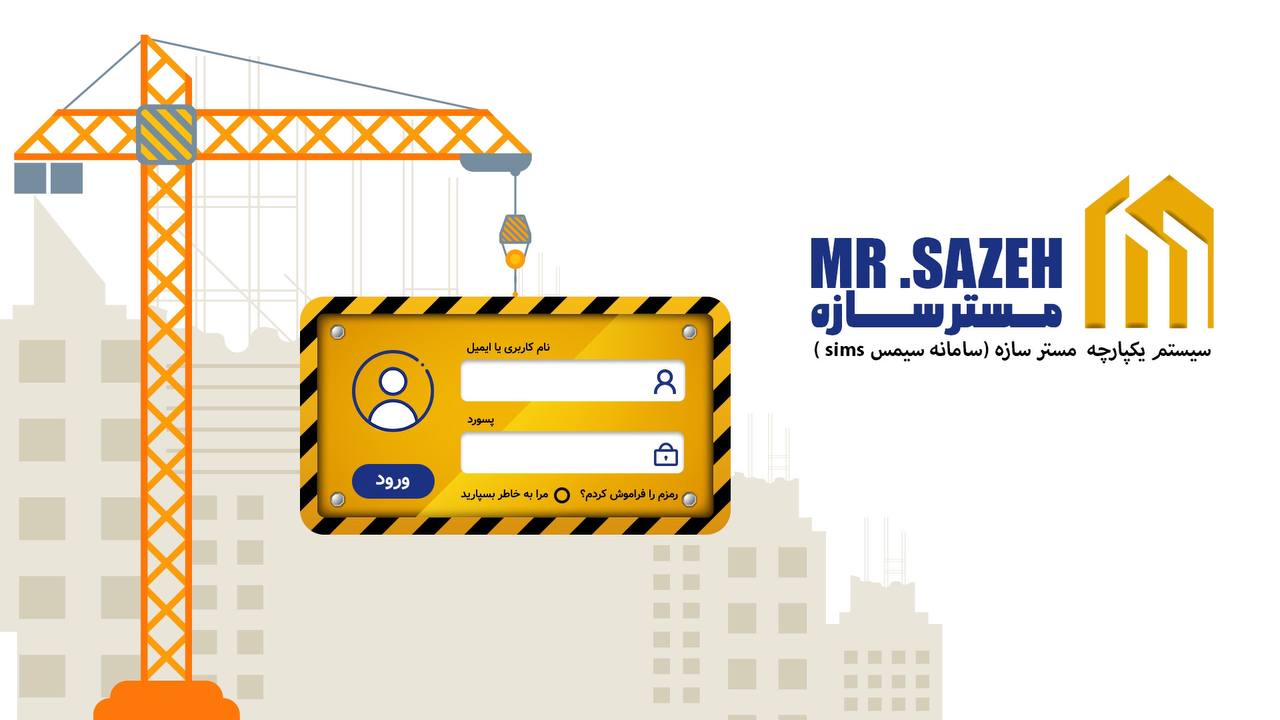 MR .SAZEH
مسترسازه
سیستم یکپارچه مستر سازه (سامانه سیمس sims )
نام کاربری یا ایمیل
پسورد
ورود
رمزم را فراموش کردم؟
مرا به خاطر بسپارید